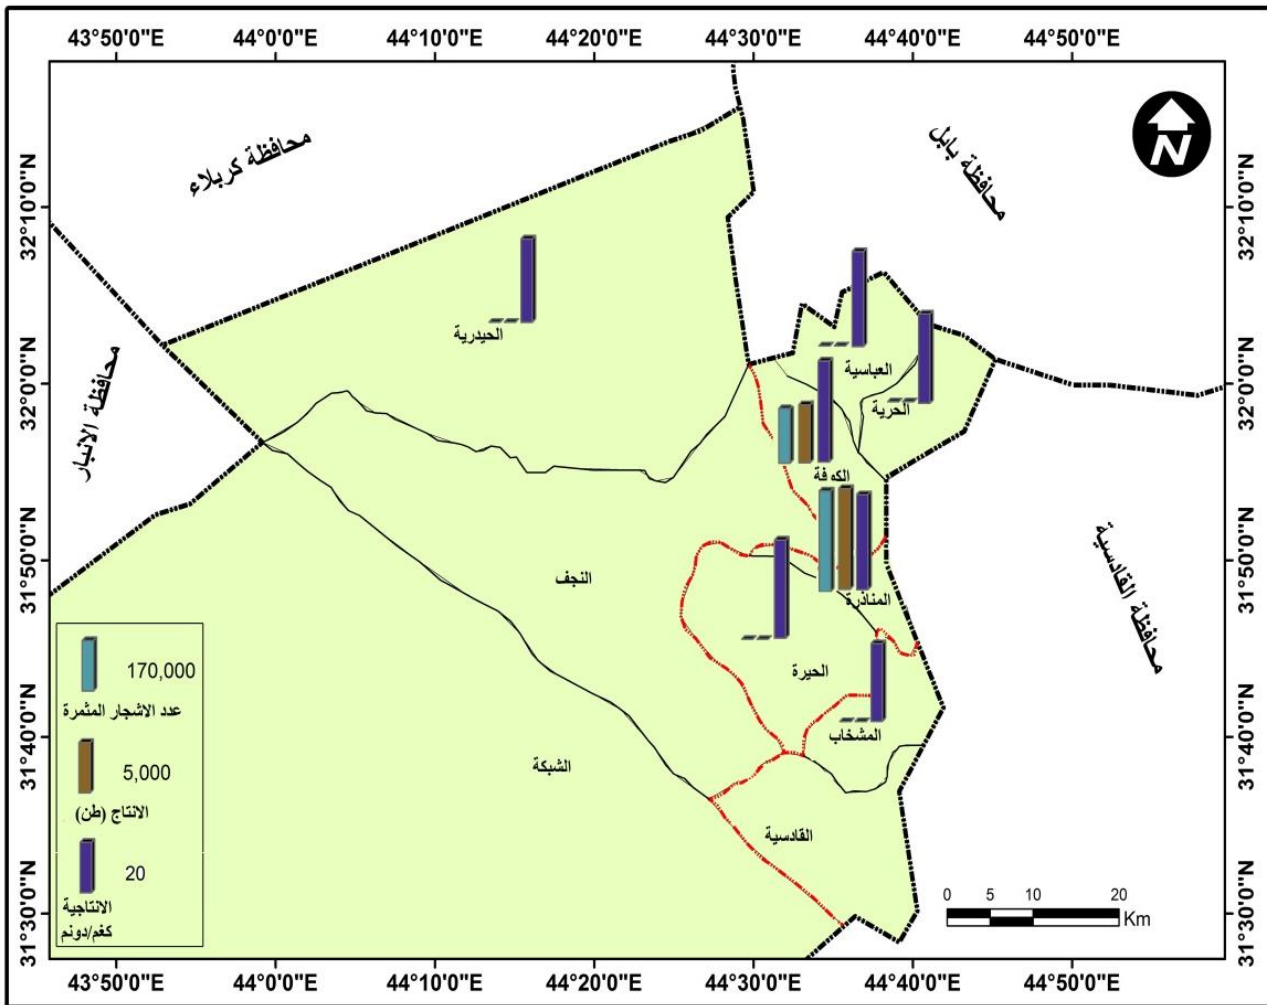 43°50'0"E 44°0'0"E 44°10'0"E 44°20'0"E 44°30'0"E 44°40'0"E 44°50'0"E
محافظة كربلاء
محافظة بابل
N
32°10'0"N 32°10'0"N
الحيدرية
محافظة الانبار
العباسية
32°0'0"N 32°0'0"N
الحرية
الكوفة
31°50'0"N 31°50'0"N
النجف
المناذرة
محافظة القادسية
الحيرة
المشخاب
31°40'0"N 31°40'0"N
الشبكة
القادسية
31°30'0"N 31°30'0"N
170,000
عدد الاشجار المثمرة
5,000
الانتاج (طن)
20
الانتاجية
كغم/دونم
0 5 10 20
Km
43°50'0"E 44°0'0"E 44°10'0"E 44°20'0"E 44°30'0"E 44°40'0"E 44°50'0"E